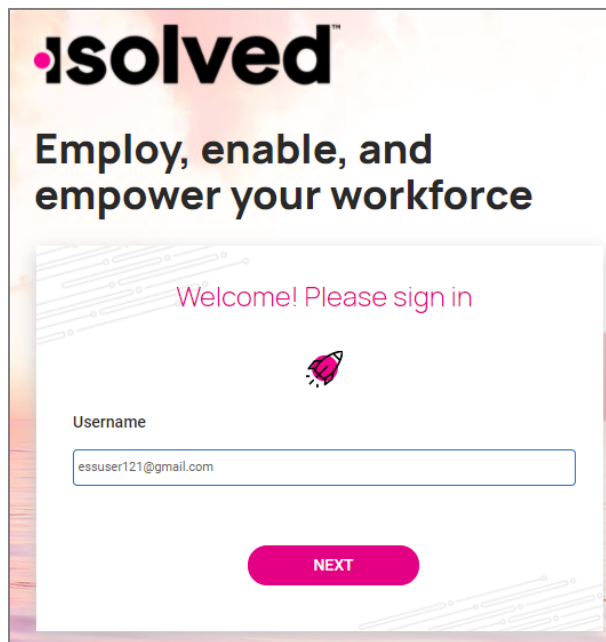 isolved™
Employ, enable, and
empower your workforce
Welcome! Please sign in
Username
essuser121@gmail.com
NEXT